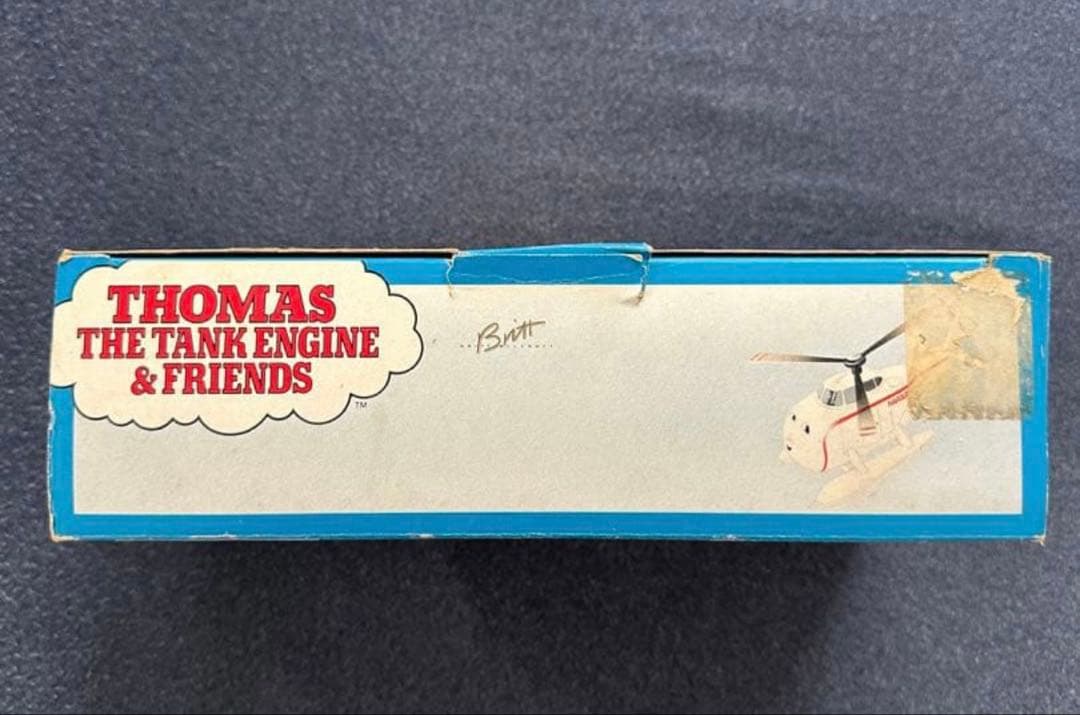 THOMAS
THE TANK ENGINE
& FRIENDS
TM
Britt